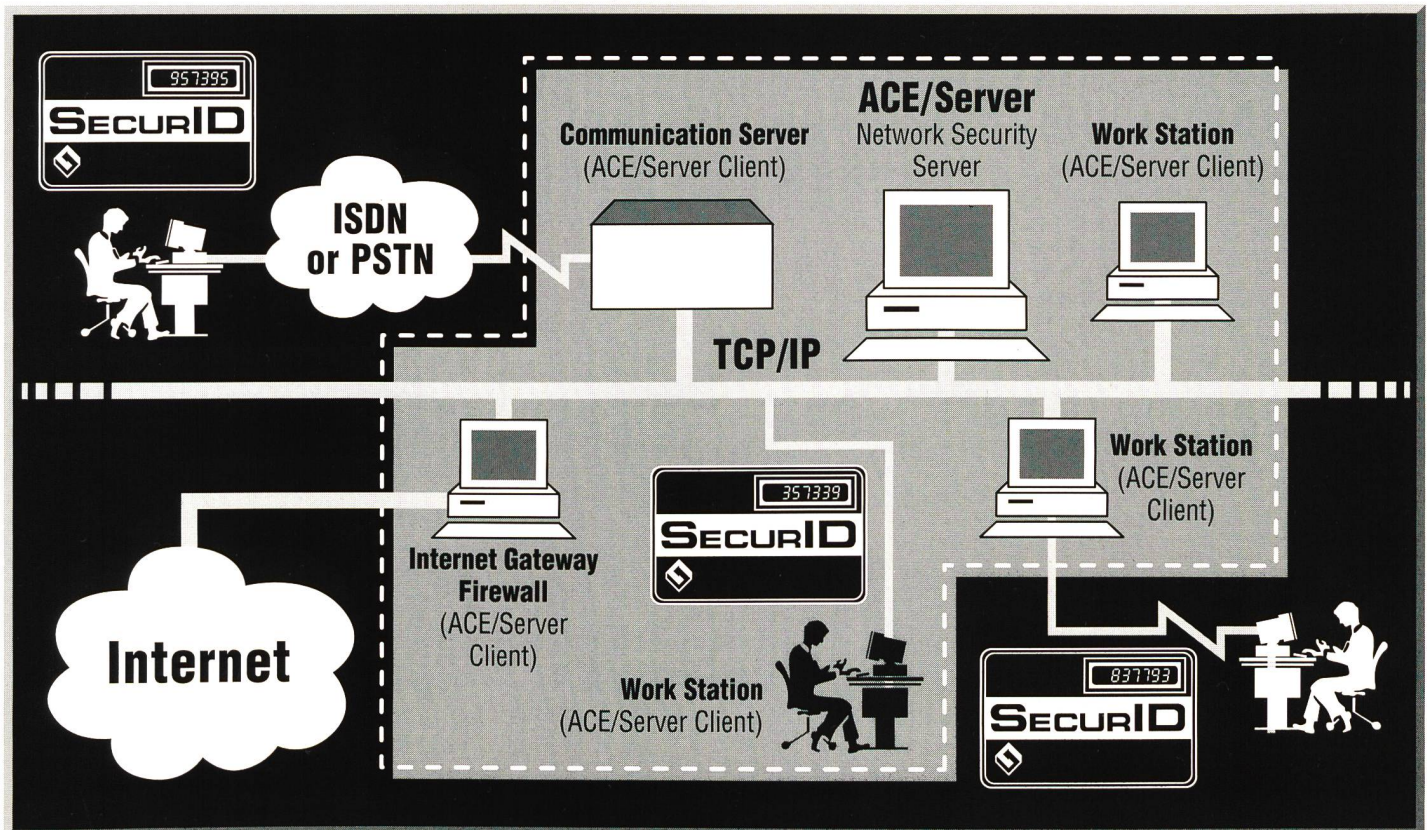 957395
SECURID
ISDN
or PSTN
Communication Server
(ACE/Server Client)
ACE/Server
Network Security
Server
Work Station
(ACE/Server Client)
TCP/IP
Internet Gateway
Firewall
(ACE/Server
Client)
Internet
357339
SECURID
Work Station
(ACE/Server Client)
Work Station
(ACE/Server
Client)
837793
SECURID